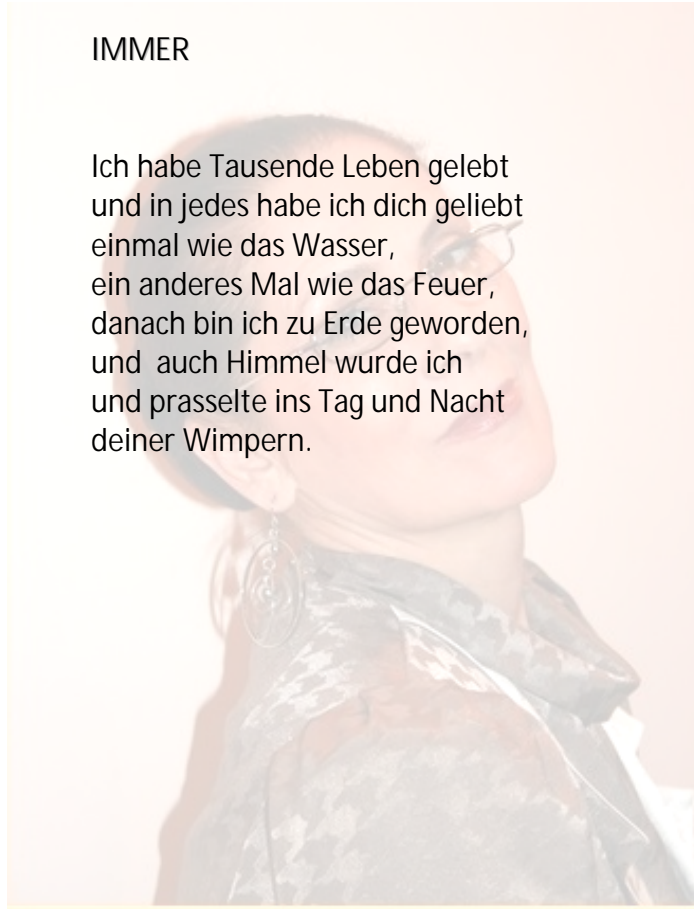 IMMER
Ich habe Tausende Leben gelebt
und in jedes habe ich dich geliebt
einmal wie das Wasser,
ein anderes Mal wie das Feuer,
danach bin ich zu Erde geworden,
und  auch Himmel wurde ich
und prasselte ins Tag und Nacht
deiner Wimpern.